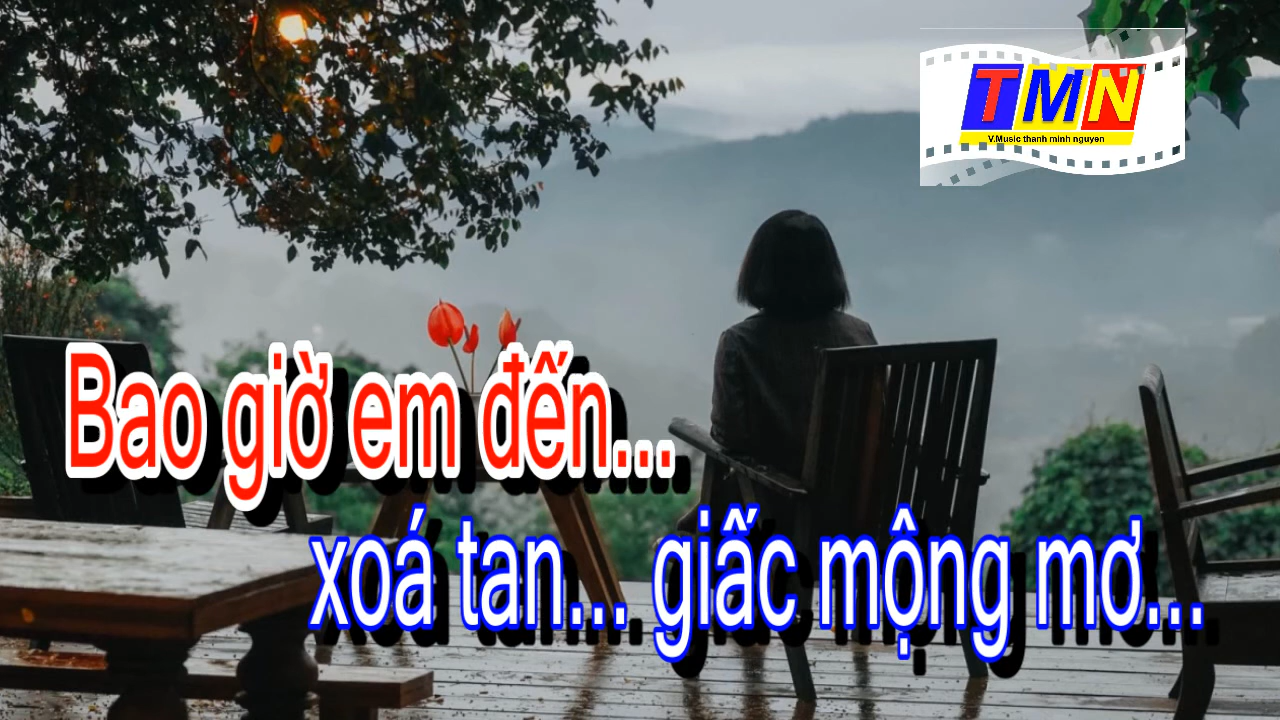 TMN
V.Music thanh minh nguyen
Bao giờ em đến...
xoá tan... giấc mộng mơ...